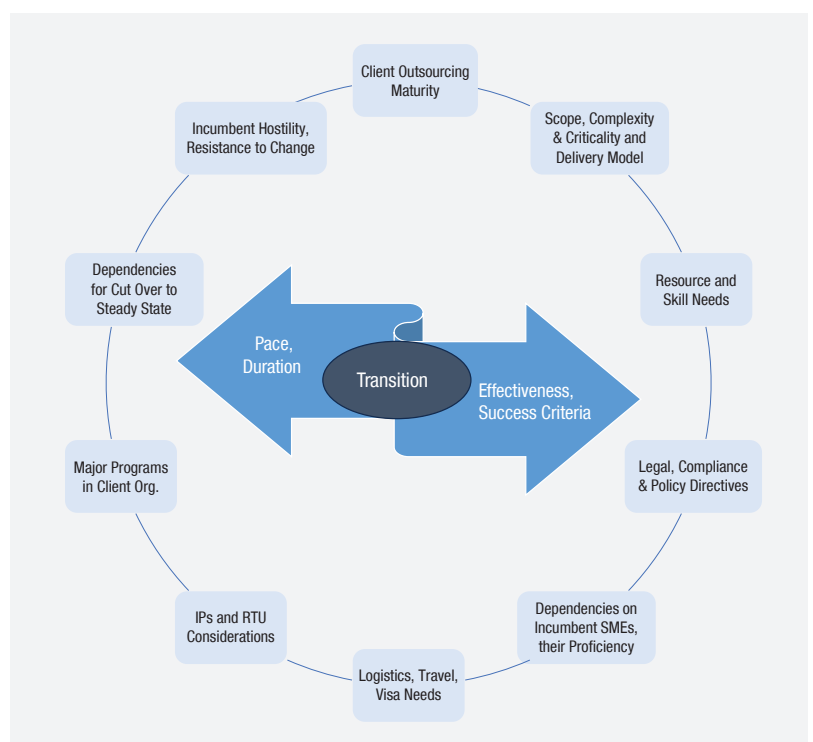 Client Outsourcing
Maturity
Scope, Complexity
& Criticality and
Delivery Model
Resource and
Skill Needs
Legal, Compliance
& Policy Directives
Dependencies on
Incumbent SMEs,
their Proficiency
Logistics, Travel,
Visa Needs
IPs and RTU
Considerations
Major Programs
in Client Org.
Dependencies
for Cut Over to
Steady State
Incumbent Hostility,
Resistance to Change
Pace,
Duration
Transition
Effectiveness,
Success Criteria